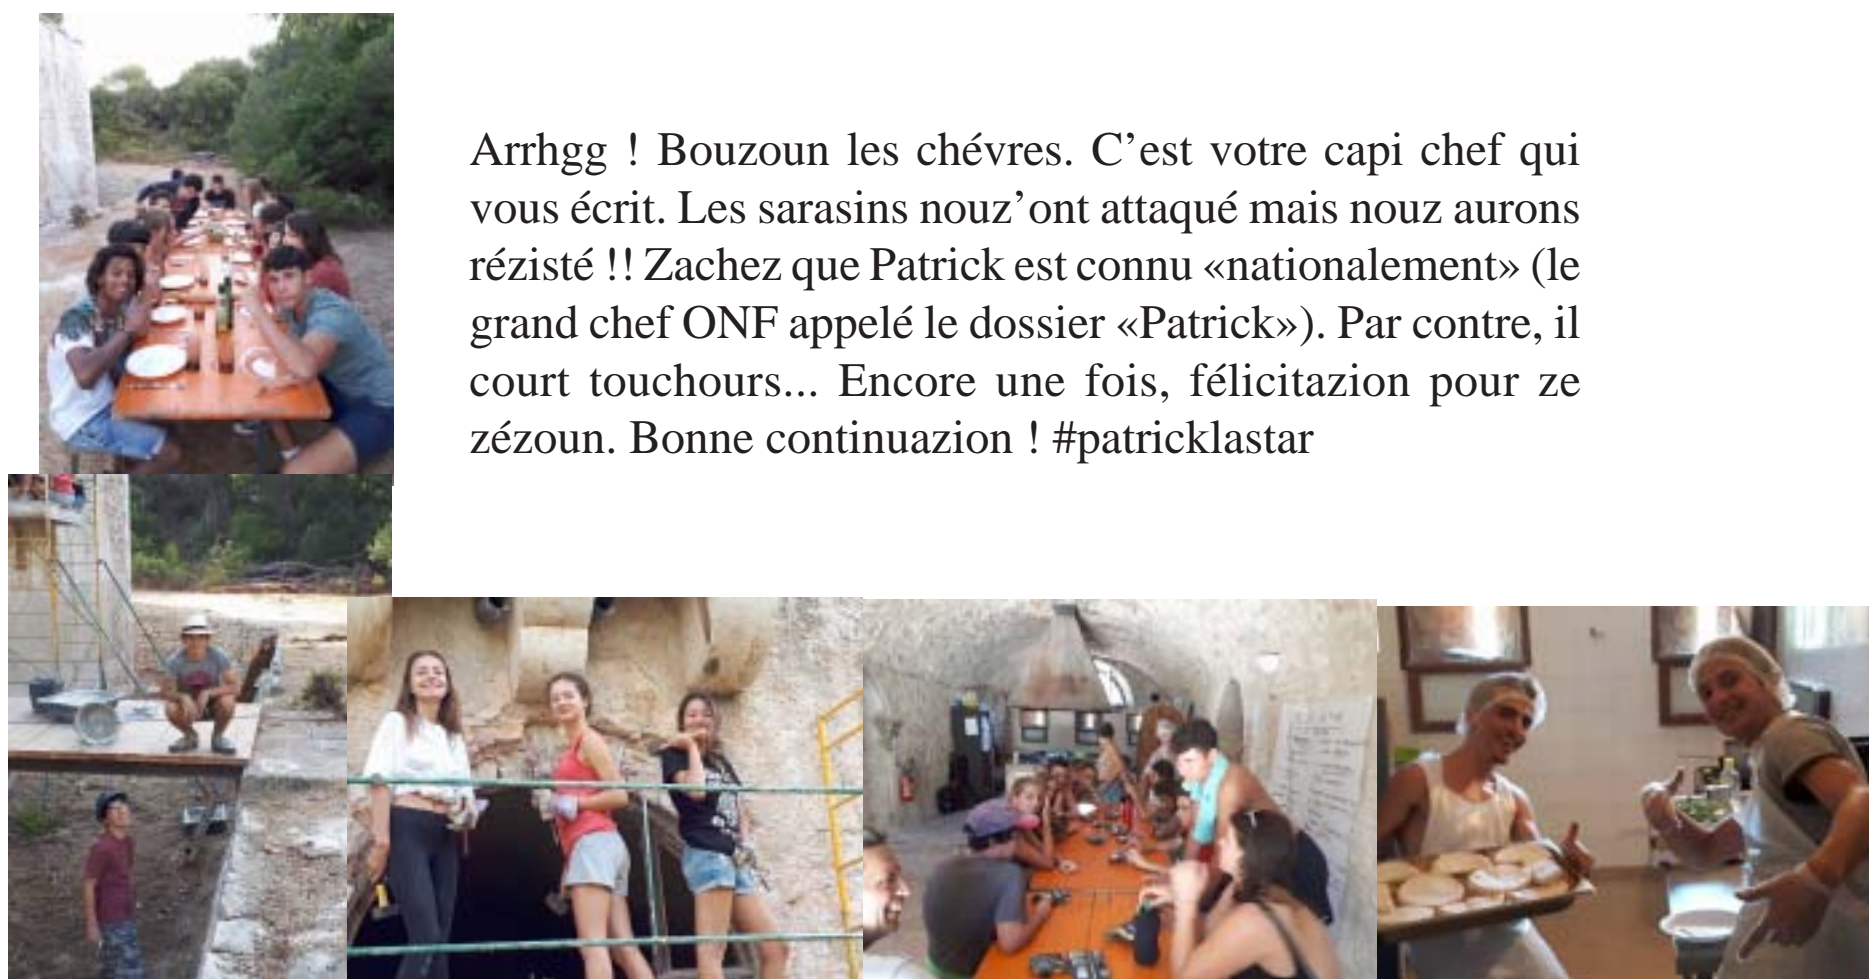 Arrhgg ! Bouzoun les chévres. C’est votre capi chef qui
vous écrit. Les sarasins nouz’ont attaqué mais nouz aurons
rézisté !! Zachez que Patrick est connu «nationalement» (le
grand chef ONF appelé le dossier «Patrick»). Par contre, il
court touchours... Encore une fois, félicitazion pour ze
zézoun. Bonne continuazion ! #patricklastar